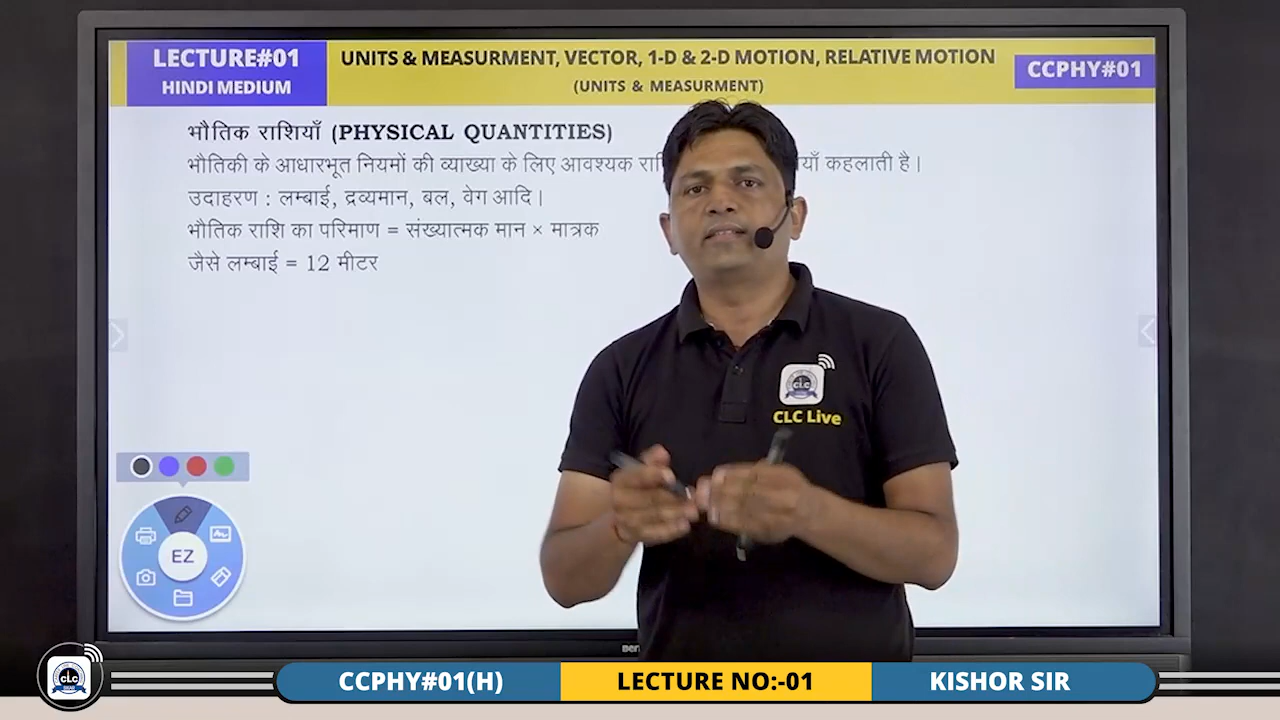 LECTURE#01
HINDI MEDIUM
UNITS & MEASURMENT, VECTOR, 1-D & 2-D MOTION, RELATIVE MOTION
(UNITS & MEASURMENT)
CCPHY#01
भौतिक राशियाँ (PHYSICAL QUANTITIES)
भौतिकी के आधारभूत नियमों की व्याख्या के लिए आवश्यक कहलाती है।
उदाहरण : लम्बाई, द्रव्यमान, बल, वेग आदि।
भौतिक राशि का परिमाण = संख्यात्मक मान × मात्रक
जैसे लम्बाई = 12 मीटर
CLC
CLC Live
EZ
CLC
CCPHY#01(H)
LECTURE NO:-01
KISHOR SIR